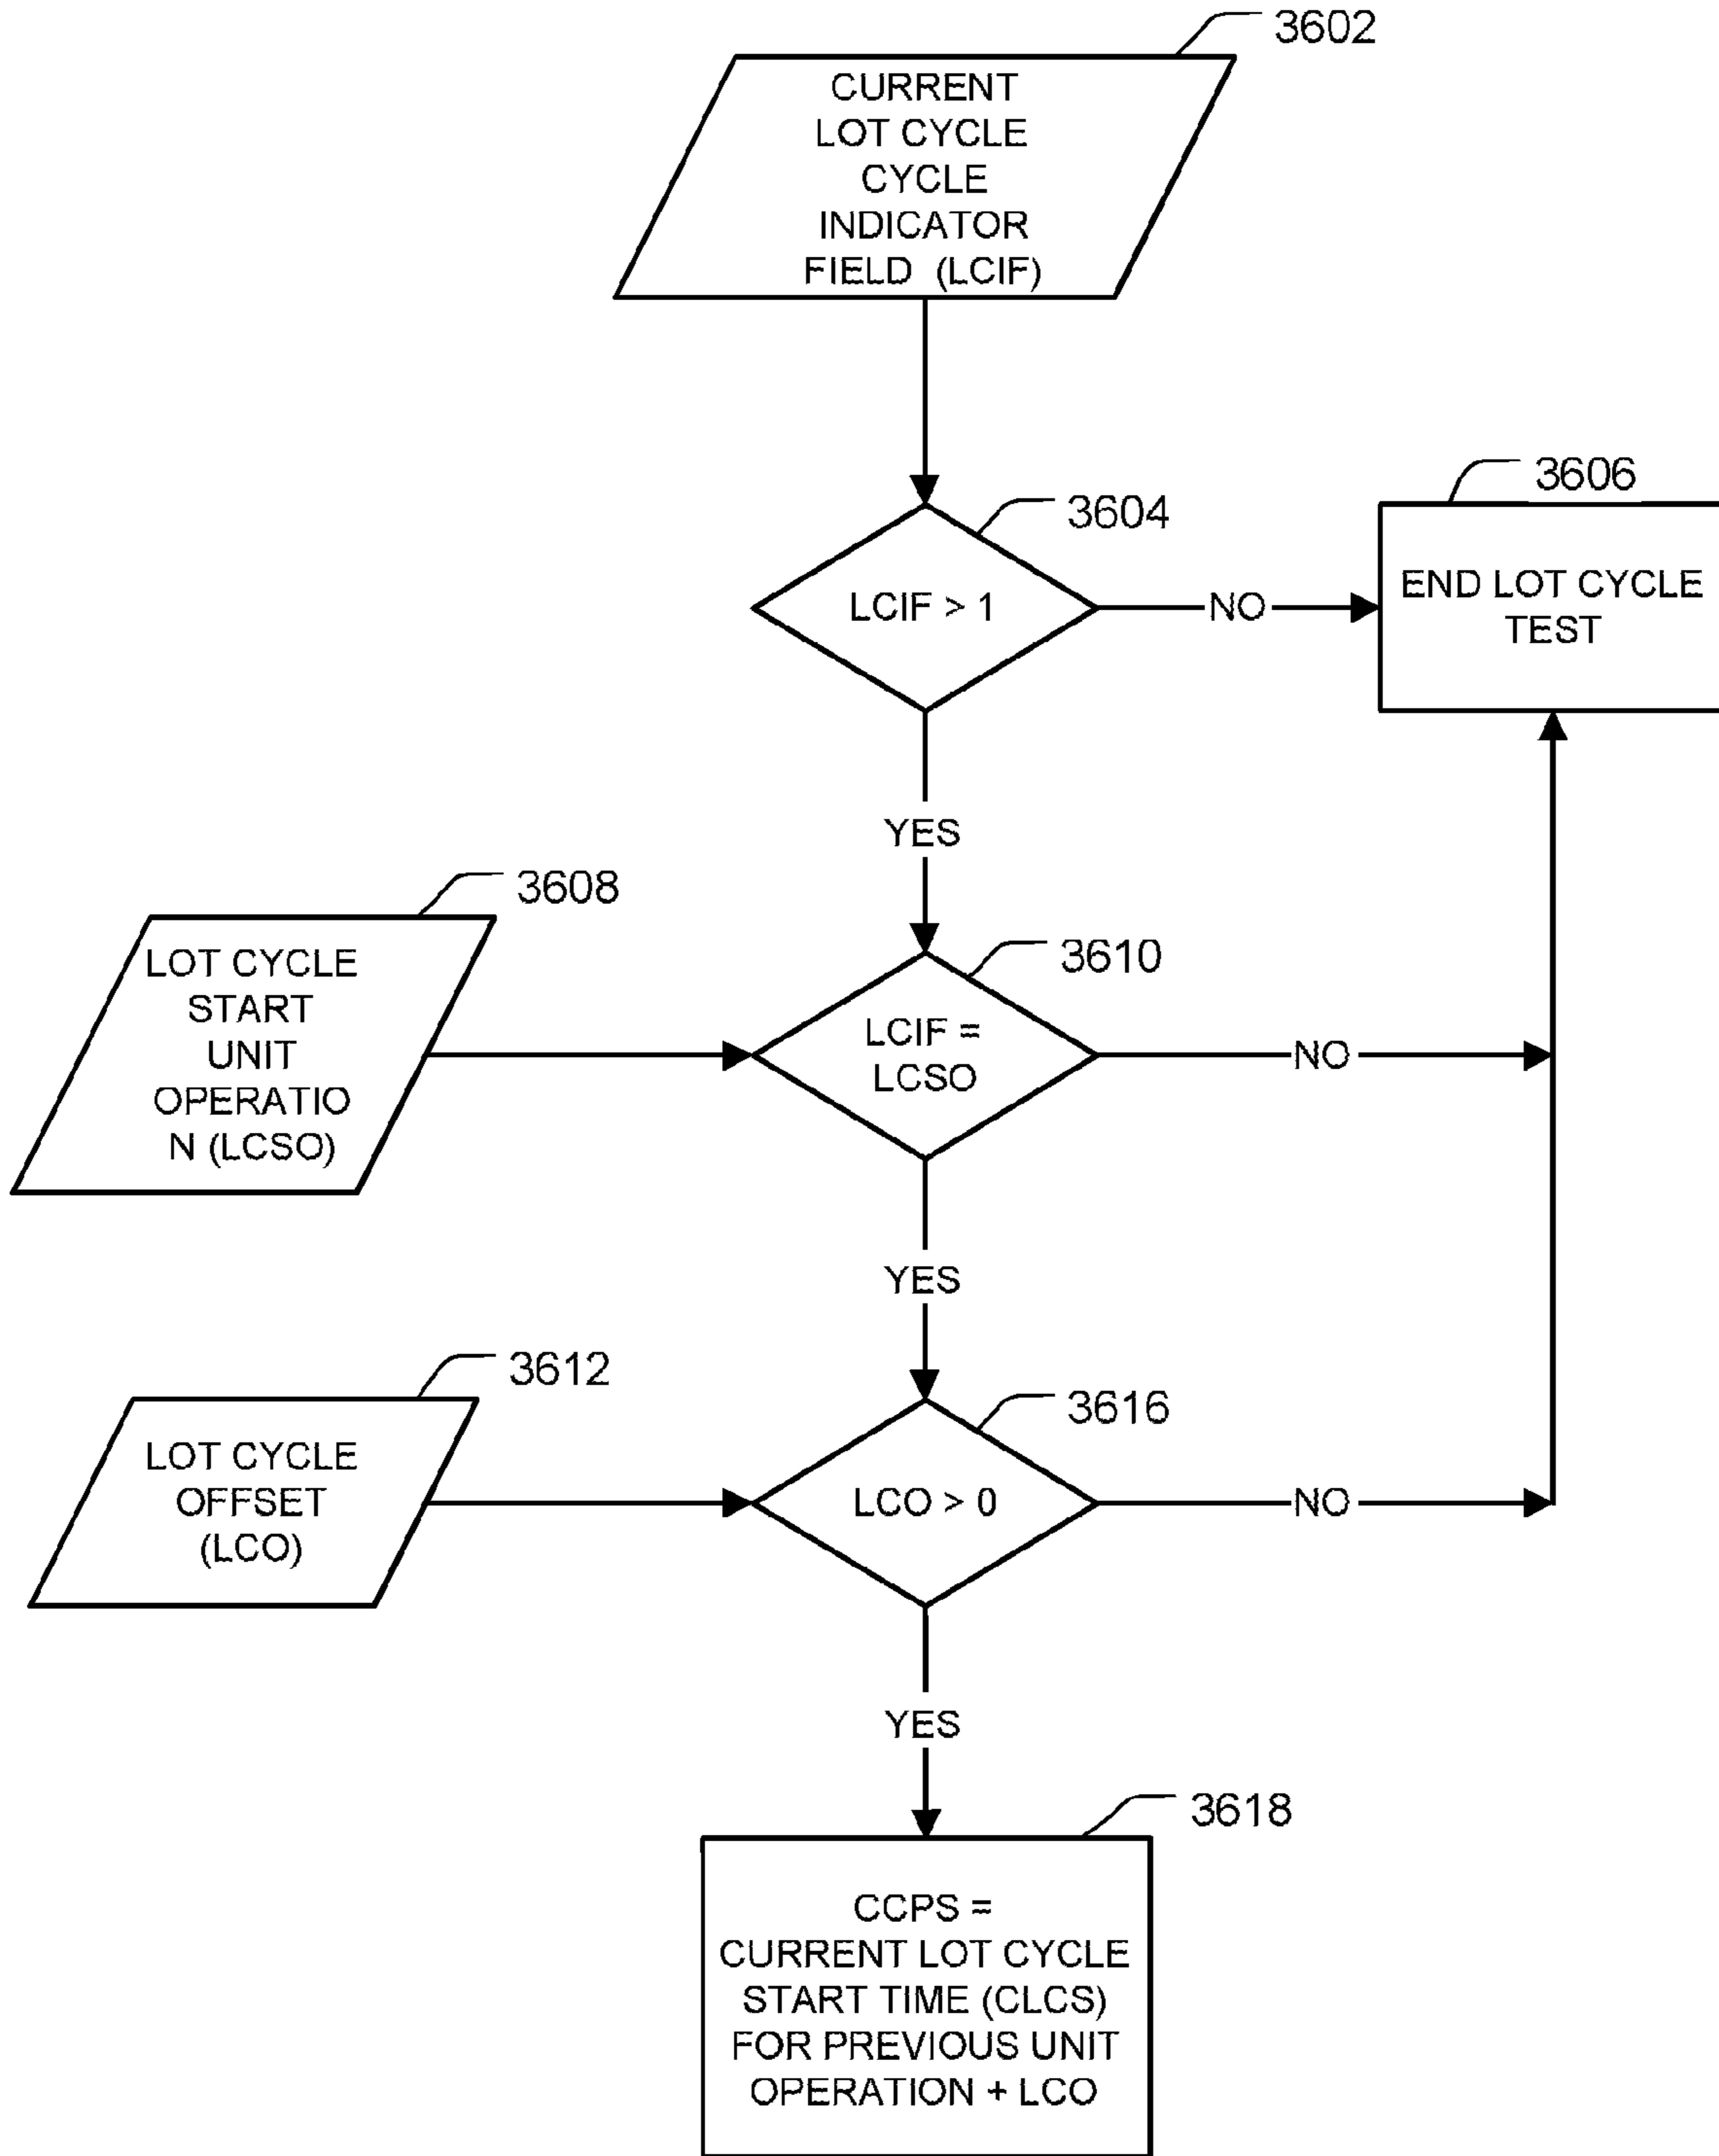 3602
CURRENT
LOT CYCLE
CYCLE
INDICATOR
FIELD (LCIF)
3604
LCIF > 1
NO
3606
END LOT CYCLE
TEST
YES
3608
LOT CYCLE
START
UNIT
OPERATIO
N (LCSO)
3610
LCIF =
LCSO
NO
YES
3612
LOT CYCLE
OFFSET
(LCO)
3616
LCO > 0
NO
YES
3618
CCPS =
CURRENT LOT CYCLE
START TIME (CLCS)
FOR PREVIOUS UNIT
OPERATION + LCO